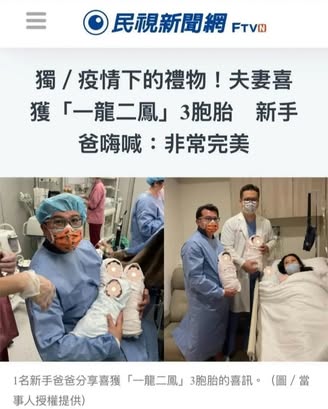 民視新聞網 FTVN
獨／疫情下的禮物！夫妻喜
獲「一龍二鳳」3胞胎　新手
爸嗨喊：非常完美
1名新手爸爸分享喜獲「一龍二鳳」3胞胎的喜訊。（圖／當
事人授權提供）